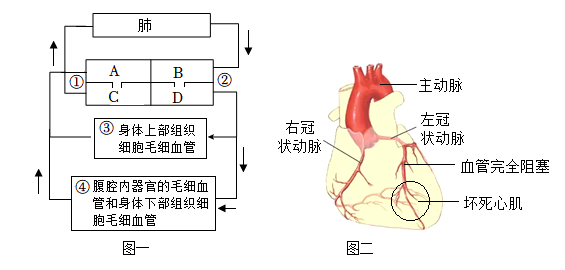 肺
① A B ②
C D
③ 身体上部组织
细胞毛细血管
④ 腹腔内器官的毛细血
管和身体下部组织细
胞毛细血管
图一
主动脉
左冠
状动脉
右冠
状动脉
血管完全阻塞
坏死心肌
图二